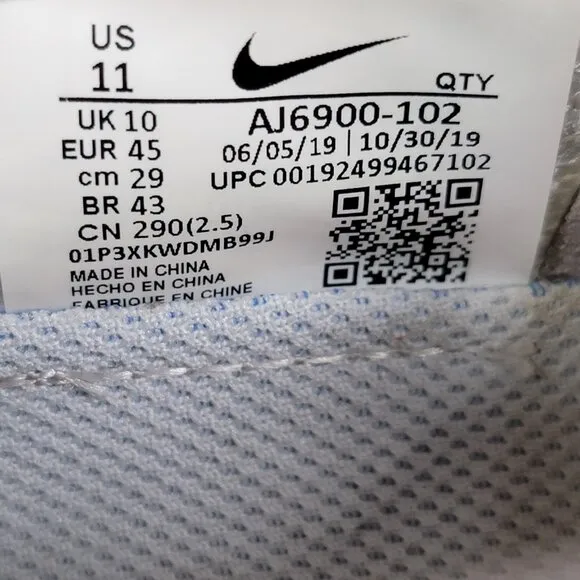 US
11
QTY
UK 10
AJ6900-102
EUR 45
06/05/19 | 10/30/19
cm 29
UPC 00192499467102
BR 43
CN 290(2.5)
01P3XKWDMB99J
MADE IN CHINA
HECHO EN CHINA
FABRIQUE EN CHINE